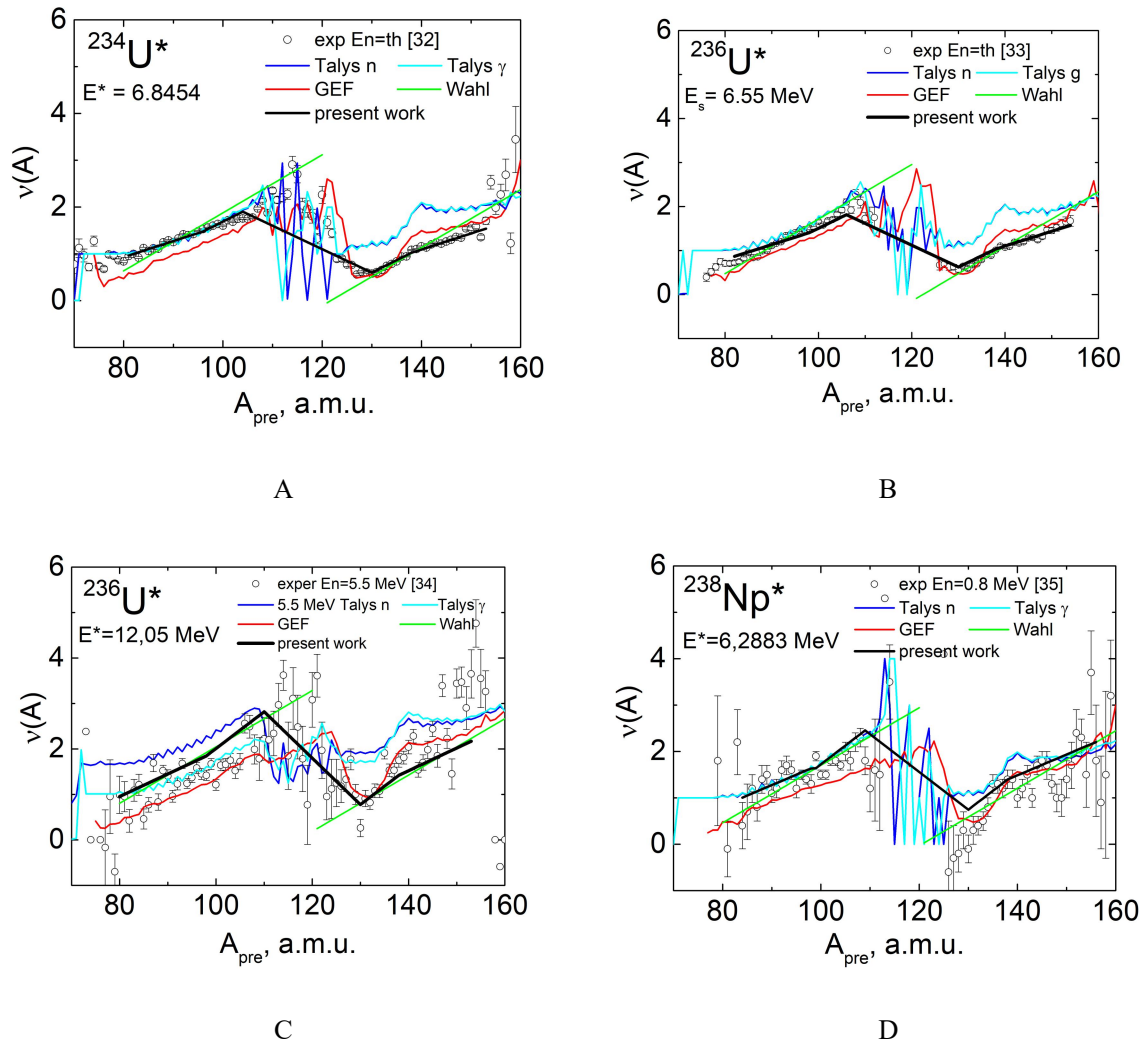 ²³⁴U*
E* = 6.8454
exp En=th [32]
Talys n Talys γ
GEF Wahl
present work
6
4
2
0
ν(A)
80 100 120 140 160
A_pre, a.m.u.
A
²³⁶U*
E_s = 6.55 MeV
exp En=th [33]
Talys n Talys g
GEF Wahl
present work
6
4
2
0
ν(A)
80 100 120 140 160
A_pre, a.m.u.
B
²³⁶U*
E*=12,05 MeV
exper En=5.5 MeV [34]
5.5 MeV Talys n Talys γ
GEF Wahl
present work
6
4
2
0
ν(A)
80 100 120 140 160
A_pre, a.m.u.
C
²³⁸Np*
E*=6,2883 MeV
exp En=0.8 MeV [35]
Talys n Talys γ
GEF Wahl
present work
6
4
2
0
ν(A)
80 100 120 140 160
A_pre, a.m.u.
D